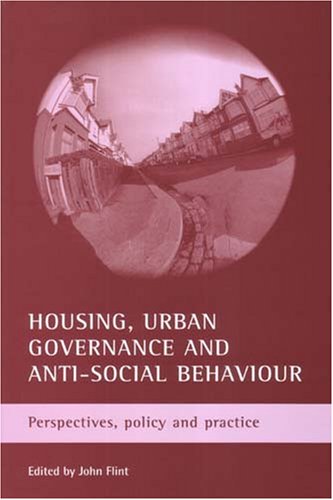 HOUSING, URBAN
GOVERNANCE AND
ANTI-SOCIAL BEHAVIOUR
Perspectives, policy and practice
Edited by John Flint